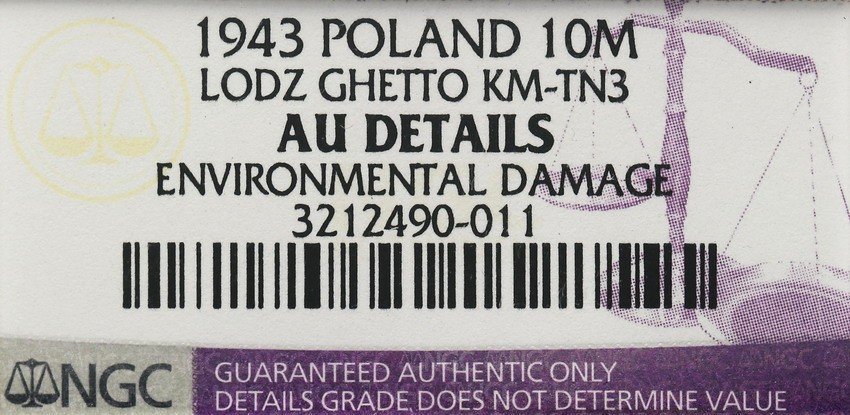 1943 POLAND 10M
LODZ GHETTO KM-TN3
AU DETAILS
ENVIRONMENTAL DAMAGE
3212490-011
NGC
GUARANTEED AUTHENTIC ONLY
DETAILS GRADE DOES NOT DETERMINE VALUE